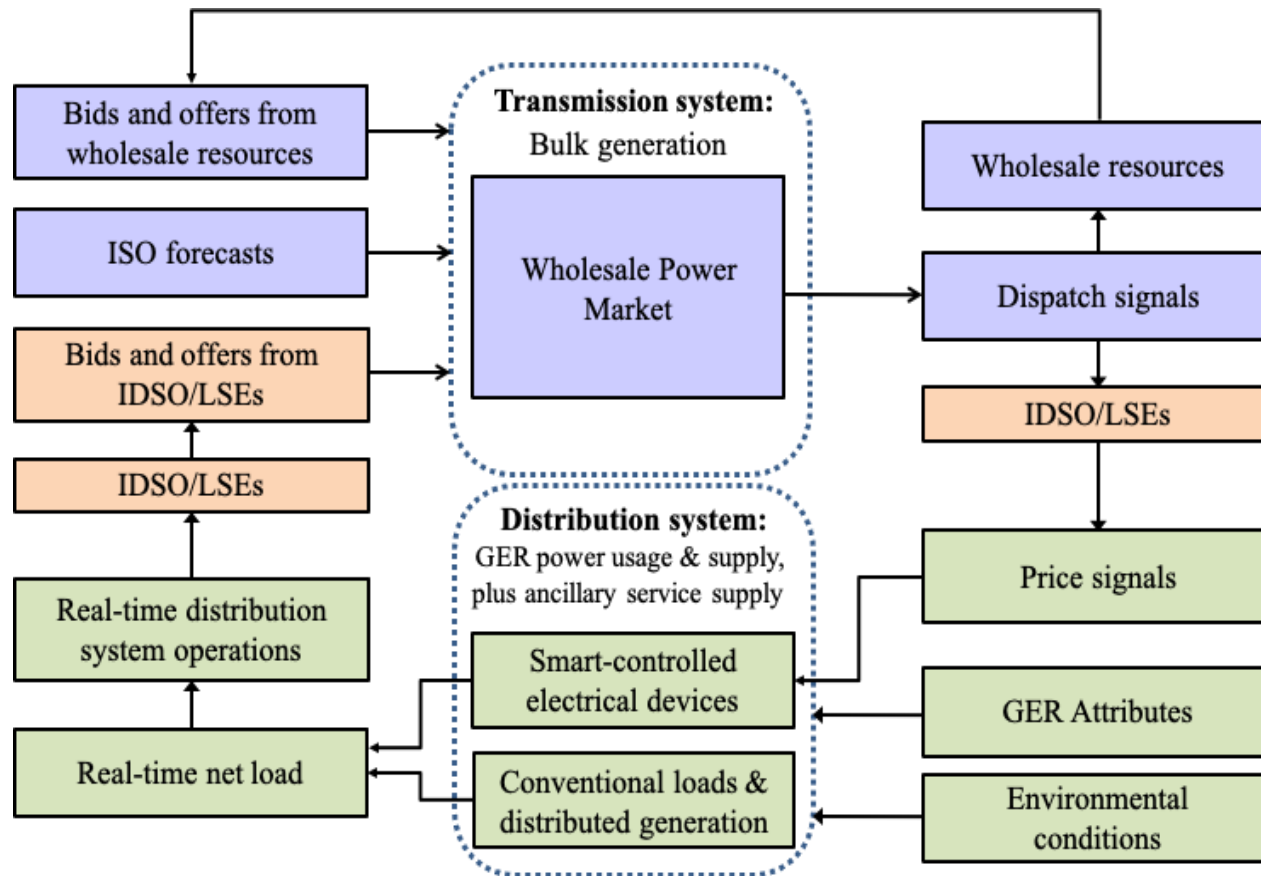 Bids and offers from
wholesale resources
ISO forecasts
Bids and offers from
IDSO/LSEs
IDSO/LSEs
Real-time distribution
system operations
Real-time net load
Transmission system:
Bulk generation
Wholesale Power
Market
Distribution system:
GER power usage & supply,
plus ancillary service supply
Smart-controlled
electrical devices
Conventional loads &
distributed generation
Wholesale resources
Dispatch signals
IDSO/LSEs
Price signals
GER Attributes
Environmental
conditions